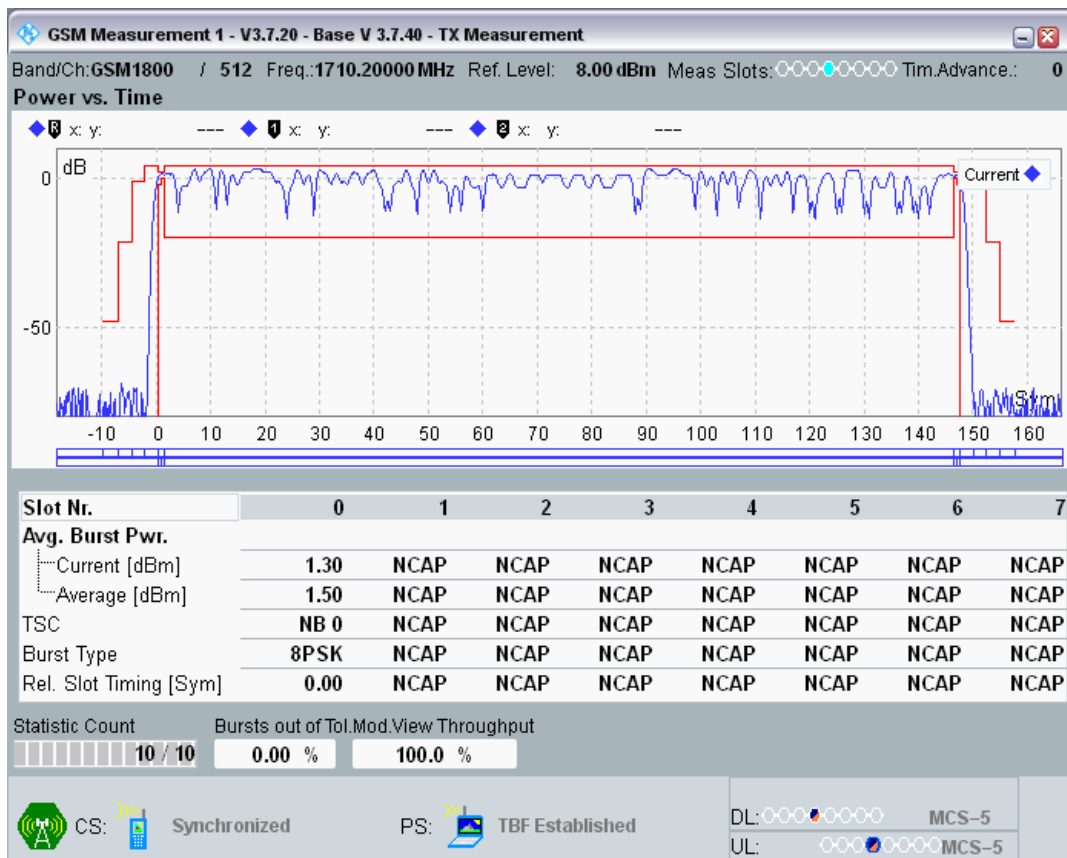 GSM Measurement 1 - V3.7.20 - Base V 3.7.40 - TX Measurement
Band/Ch:GSM1800 / 512 Freq.:1710.20000 MHz Ref. Level: 8.00 dBm Meas Slots: Tim.Advance.: 0
Power vs. Time
R x: y: --- 1 x: y: --- 2 x: y: ---
dB
Current
0
-50
Sym
-10 0 10 20 30 40 50 60 70 80 90 100 110 120 130 140 150 160
Slot Nr. 0 1 2 3 4 5 6 7
Avg. Burst Pwr.
Current [dBm] 1.30 NCAP NCAP NCAP NCAP NCAP NCAP NCAP
Average [dBm] 1.50 NCAP NCAP NCAP NCAP NCAP NCAP NCAP
TSC NB 0 NCAP NCAP NCAP NCAP NCAP NCAP NCAP
Burst Type 8PSK NCAP NCAP NCAP NCAP NCAP NCAP NCAP
Rel. Slot Timing [Sym] 0.00 NCAP NCAP NCAP NCAP NCAP NCAP NCAP
Statistic Count Bursts out of Tol. Mod.View Throughput
10 / 10 0.00 % 100.0 %
CS: Synchronized PS: TBF Established DL: MCS-5
UL: MCS-5